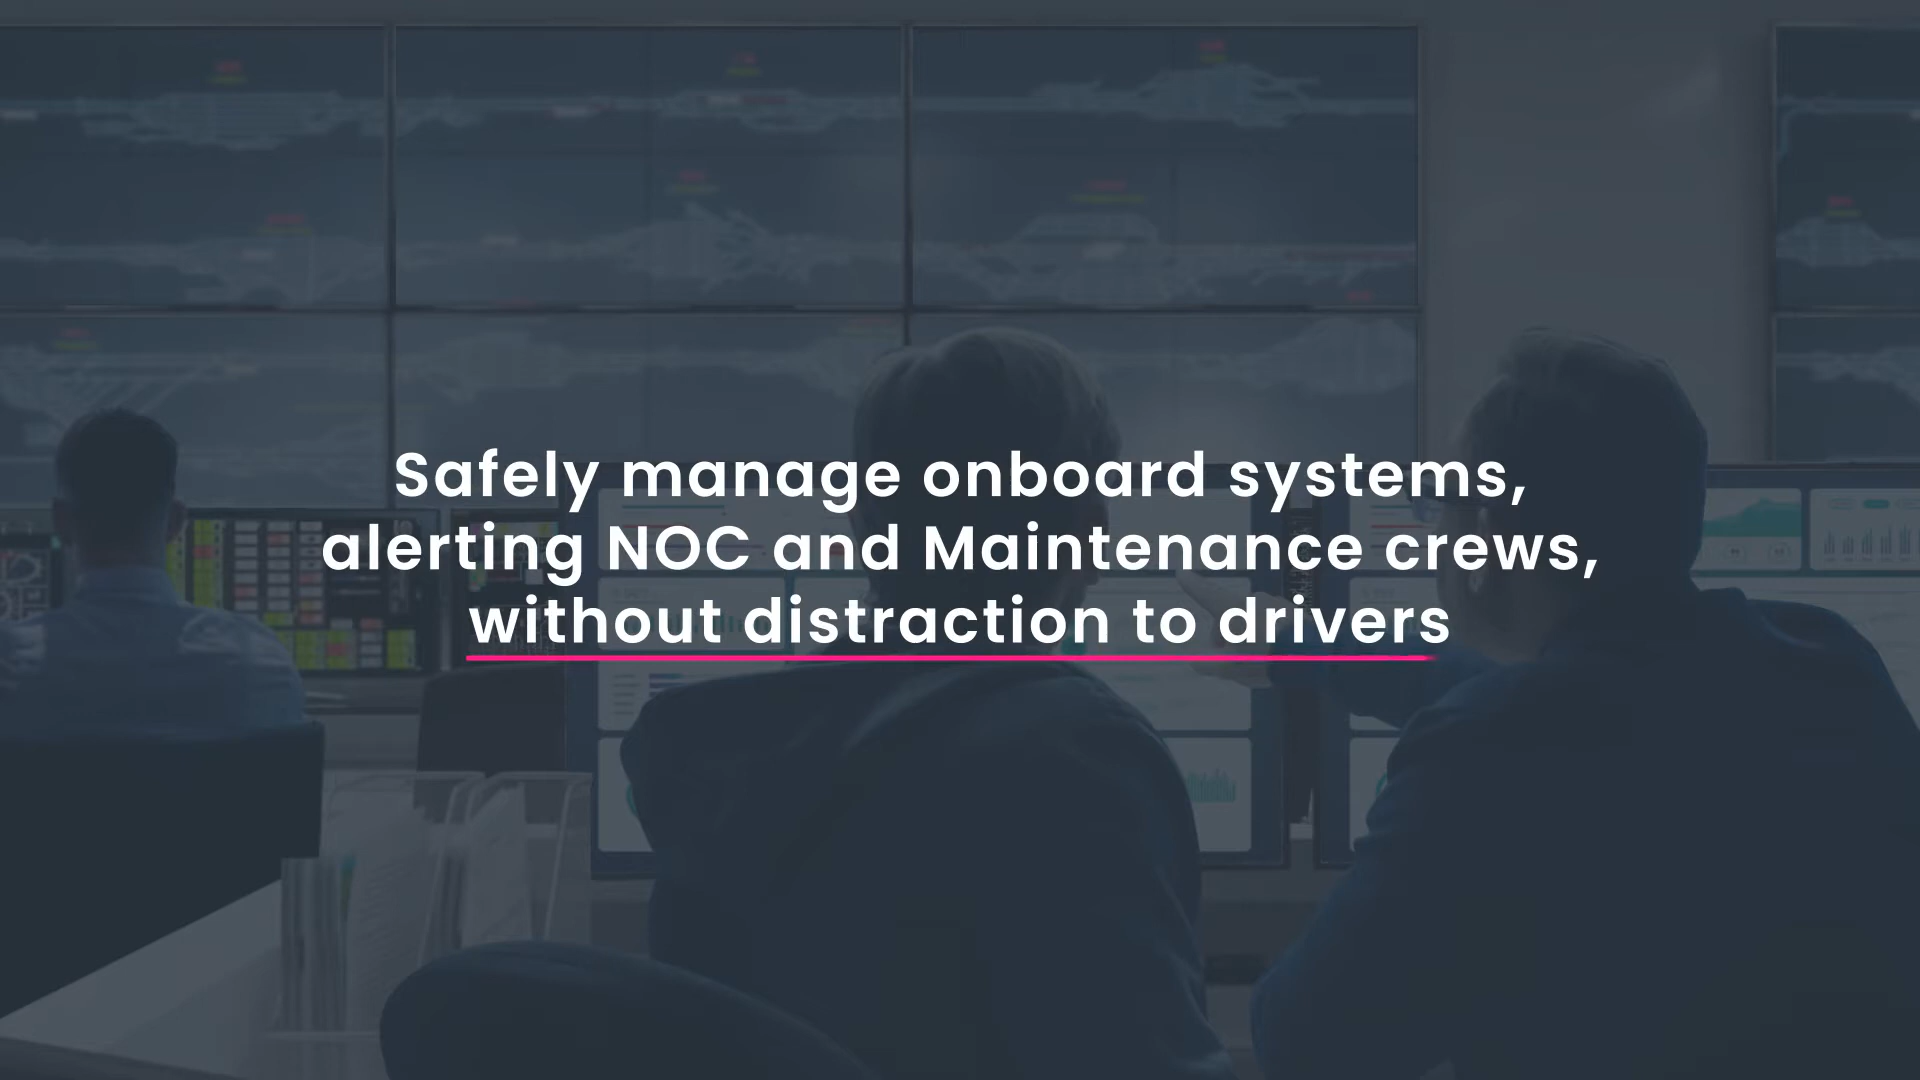 Safely manage onboard systems,
alerting NOC and Maintenance crews,
without distraction to drivers